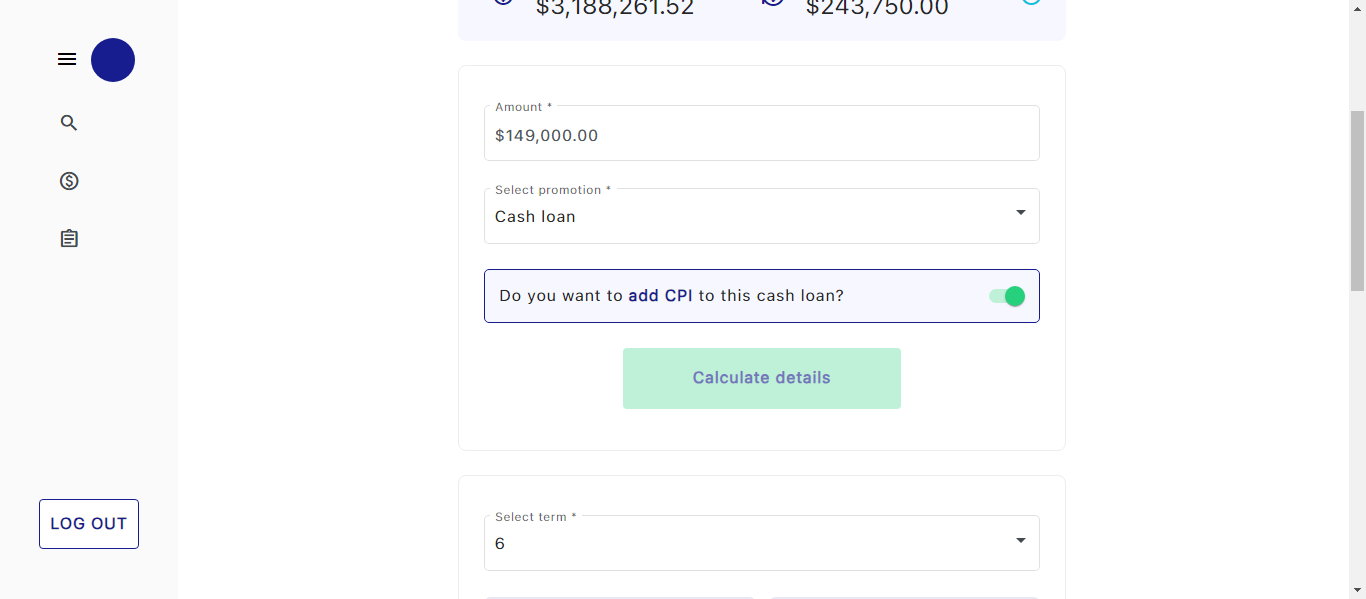 $3,188,261.52
$243,750.00
Amount *
$149,000.00
Select promotion *
Cash loan
Do you want to add CPI to this cash loan?
Calculate details
Select term *
6
LOG OUT